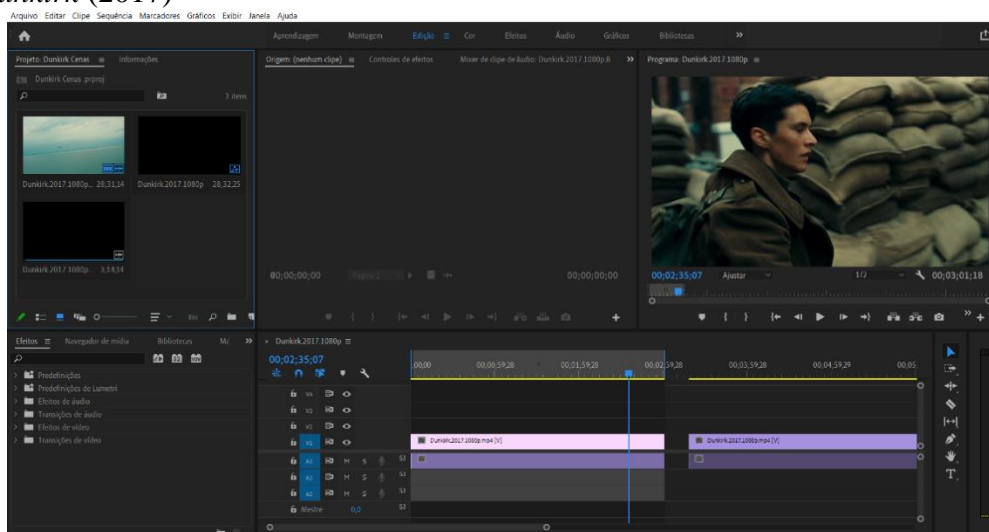 unkirk (2017)
Arquivo Editar Clipe Sequência Marcadores Gráficos Exibir Janela Ajuda
Aprendizagem Montagem Edição Cor Efeitos Áudio Gráficos Bibliotecas
Projeto: Dunkirk Cenas Informações
Dunkirk Cenas .prproj
3 itens
Dunkirk.2017.1080p... 28,31,14
Dunkirk.2017.1080p 28,32,25
Dunkirk.2017.1080p... 3,14,14
Origem: (nenhum clipe) Controles de efeitos Mixer de clipe de áudio: Dunkirk.2017.1080p.B
00;00;00;00 Página 1 00;00;00;00
Programa: Dunkirk.2017.1080p
00;02;35;07 Ajustar 1/2 00;03;01;18
Efeitos Navegador de mídia Bibliotecas
Predefinições
Predefinições de Lumetri
Efeitos de áudio
Transições de áudio
Efeitos de vídeo
Transições de vídeo
× Dunkirk.2017.1080p
00;02;35;07
;00;00 00;00;59;28 00;01;59;28 00;02;59;28 00;03;59;28 00;04;59;29 00;05;
V1 Dunkirk.2017.1080p.mp4 [V] Dunkirk.2017.1080p.mp4 [V]
A1 M S
A2 M S
M S
Mestre 0,0